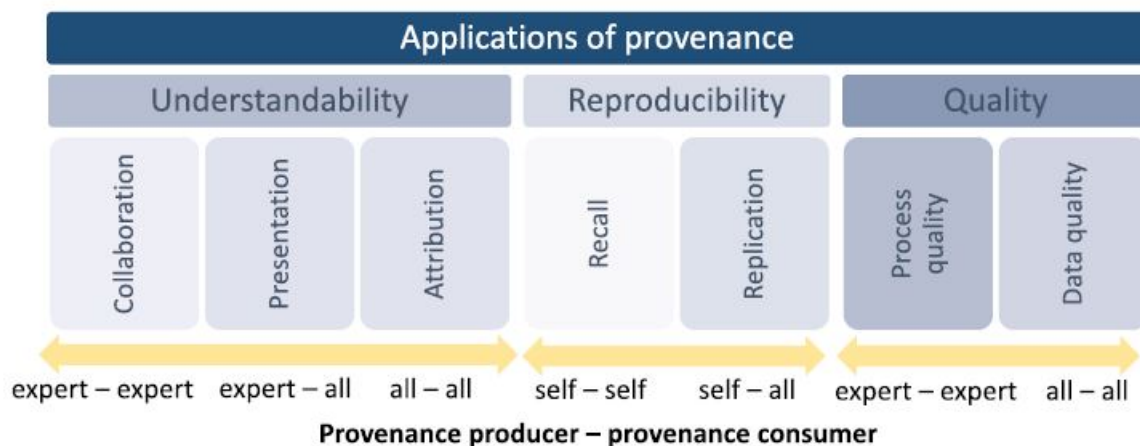 Applications of provenance
Understandability
Reproducibility
Quality
Collaboration
Presentation
Attribution
Recall
Replication
Process
quality
Data quality
expert – expert
expert – all
all – all
self – self
self – all
expert – expert
all – all
Provenance producer – provenance consumer